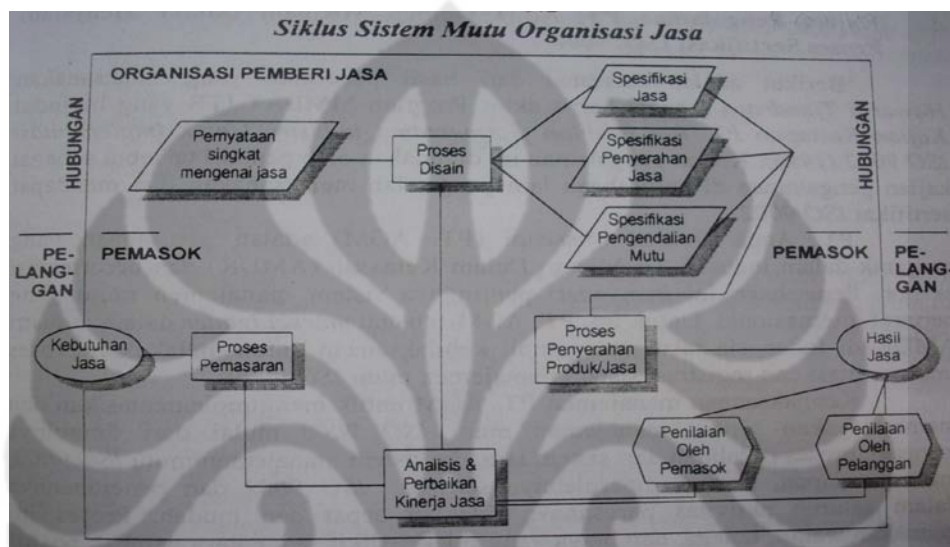 Siklus Sistem Mutu Organisasi Jasa
ORGANISASI PEMBERI JASA
HUBUNGAN
Pernyataan
singkat
mengenai jasa
Proses
Disain
Spesifikasi
Jasa
Spesifikasi
Penyerahan
Jasa
Spesifikasi
Pengendalian
Mutu
HUBUNGAN
PE-
LANG-
GAN
PEMASOK
PEMASOK
PE-
LANG-
GAN
Kebutuhan
Jasa
Proses
Pemasaran
Proses
Penyerahan
Produk/Jasa
Hasil
Jasa
Analisis &
Perbaikan
Kinerja Jasa
Penilaian
Oleh
Pemasok
Penilaian
Oleh
Pelanggan